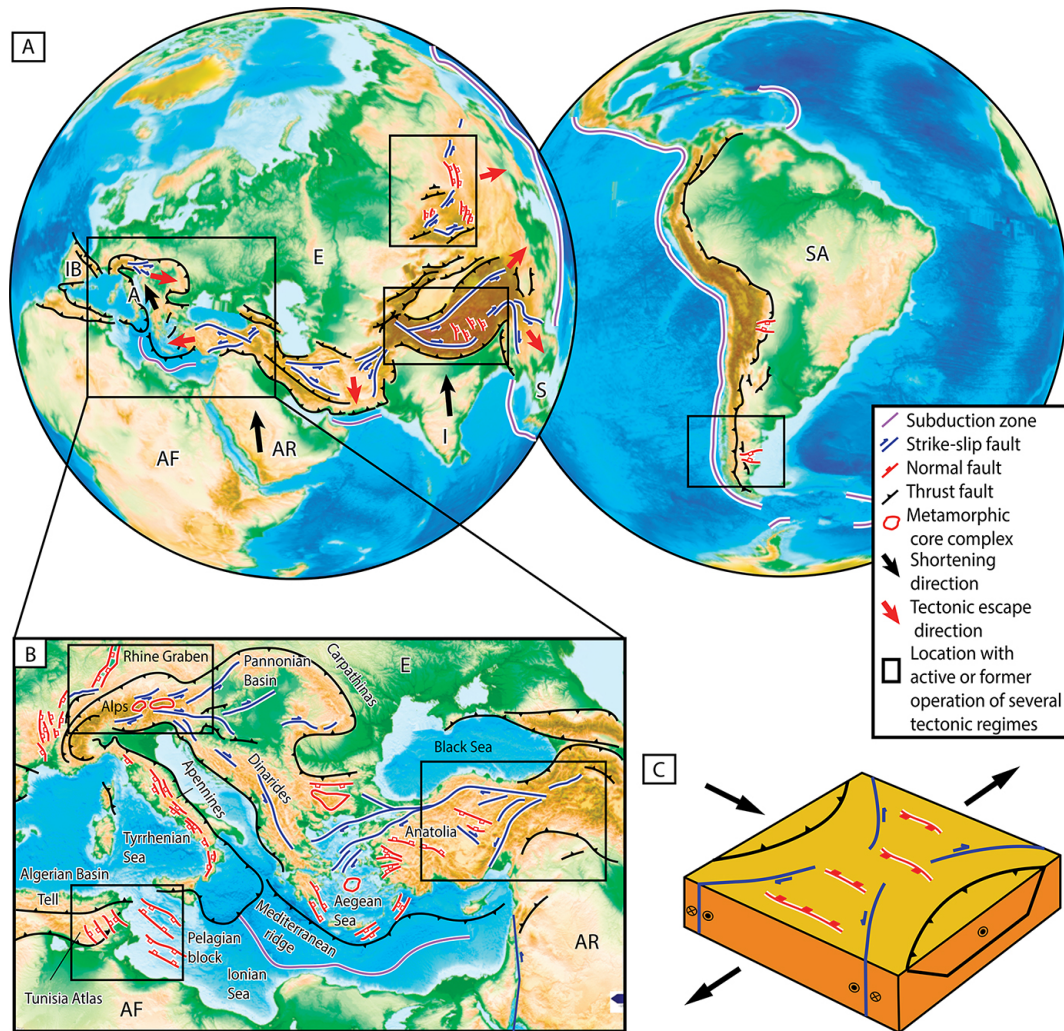 A
IB
A
E
AF
AR
I
S
SA
Subduction zone
Strike-slip fault
Normal fault
Thrust fault
Metamorphic
core complex
Shortening
direction
Tectonic escape
direction
Location with
active or former
operation of several
tectonic regimes
B
Rhine Graben
Pannonian
Basin
Carpathinas
E
Alps
Black Sea
Dinarides
Apennines
Anatolia
Tyrrhenian
Sea
Algerian Basin
Aegean
Sea
Tell
Mediterranean
ridge
Pelagian
block
Ionian
Sea
AR
Tunisia Atlas
AF
C